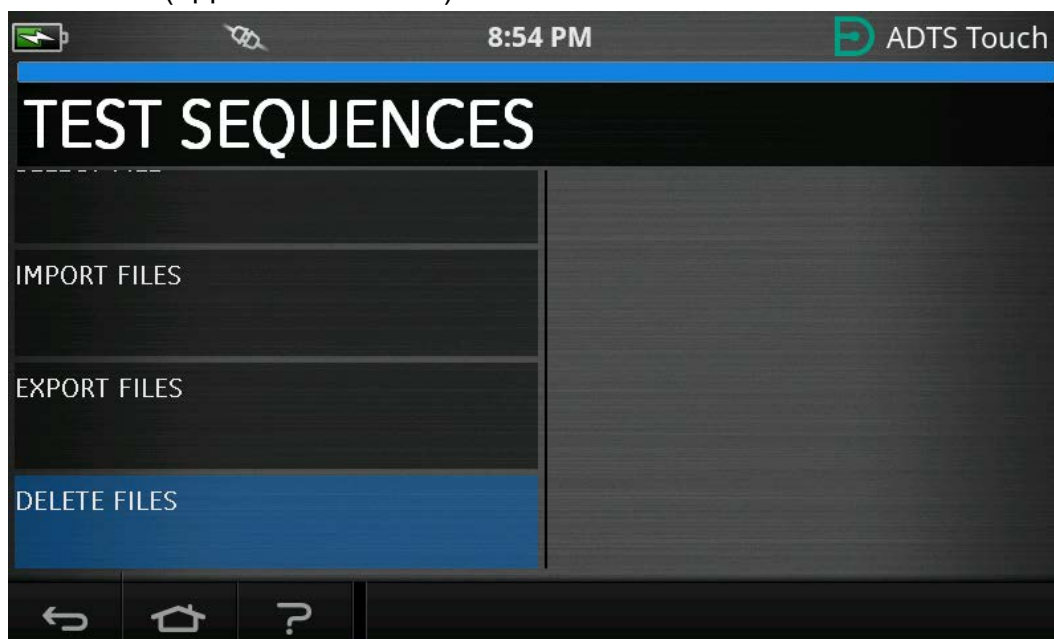 8:54 PM
ADTS Touch
TEST SEQUENCES
IMPORT FILES
EXPORT FILES
DELETE FILES
?